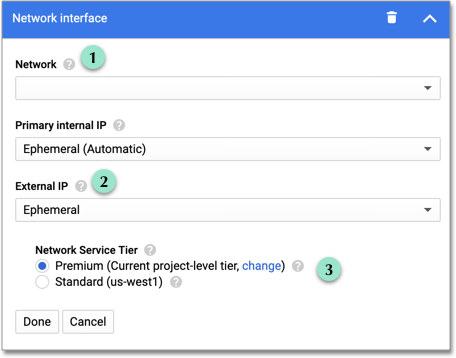 Network interface
Network ? 1
Primary internal IP ?
Ephemeral (Automatic)
External IP ? 2
Ephemeral
Network Service Tier ?
Premium (Current project-level tier, change) ? 3
Standard (us-west1) ?
Done Cancel